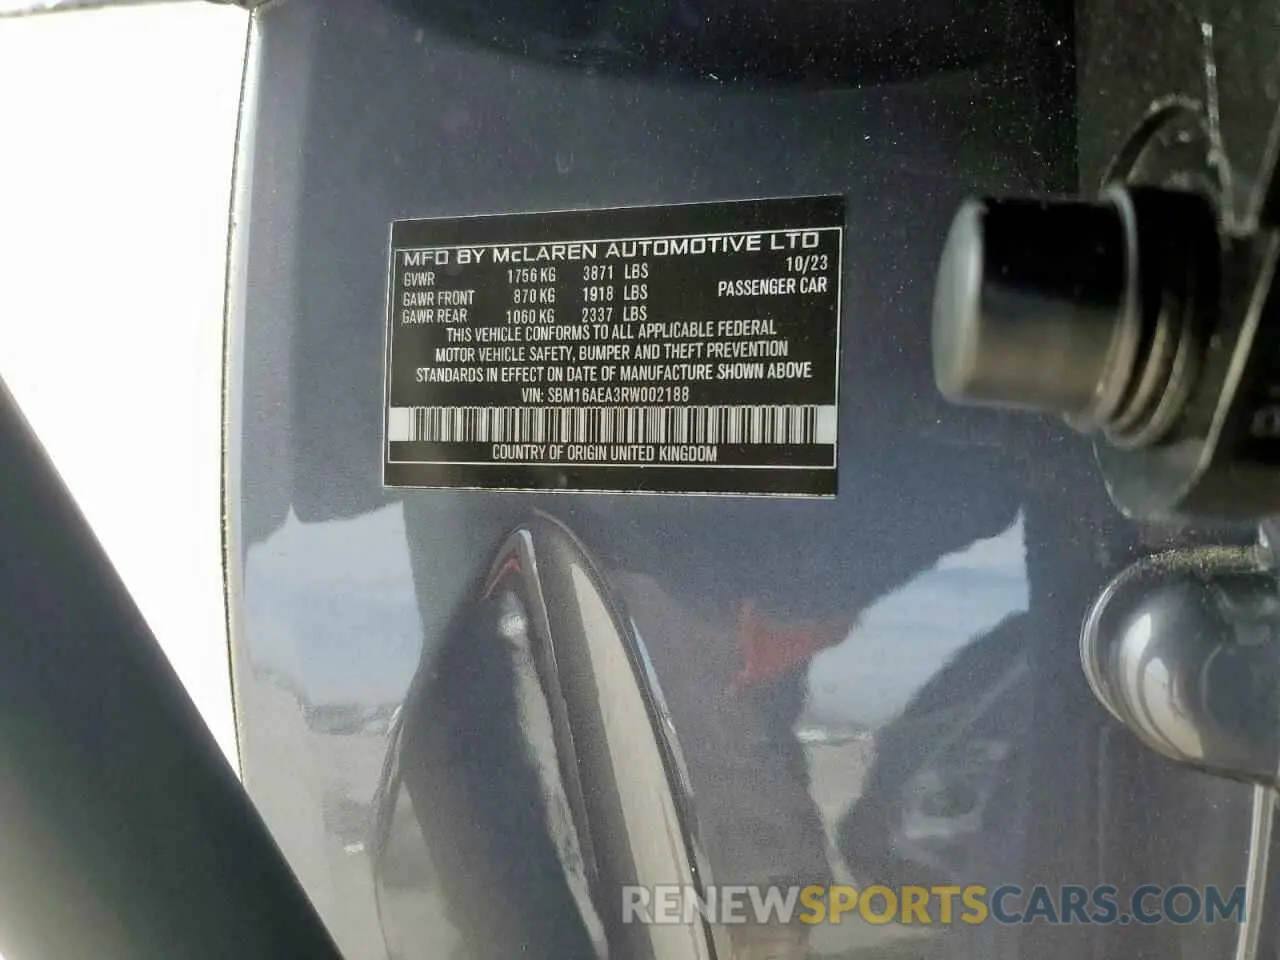 MFD BY McLAREN AUTOMOTIVE LTD
GVWR 1756 KG 3871 LBS 10/23
GAWR FRONT 870 KG 1918 LBS PASSENGER CAR
GAWR REAR 1060 KG 2337 LBS
THIS VEHICLE CONFORMS TO ALL APPLICABLE FEDERAL
MOTOR VEHICLE SAFETY, BUMPER AND THEFT PREVENTION
STANDARDS IN EFFECT ON DATE OF MANUFACTURE SHOWN ABOVE
VIN: SBM16AEA3RW002188
COUNTRY OF ORIGIN UNITED KINGDOM
RENEWSPORTSCARS.COM